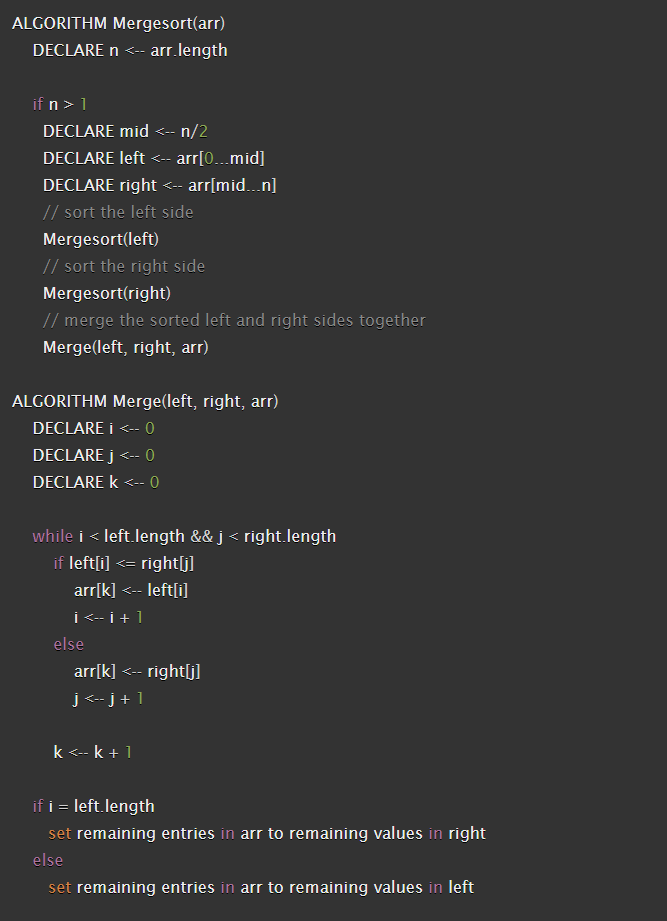 ALGORITHM Mergesort(arr)
DECLARE n <-- arr.length
if n > 1
DECLARE mid <-- n/2
DECLARE left <-- arr[0...mid]
DECLARE right <-- arr[mid...n]
// sort the left side
Mergesort(left)
// sort the right side
Mergesort(right)
// merge the sorted left and right sides together
Merge(left, right, arr)
ALGORITHM Merge(left, right, arr)
DECLARE i <-- 0
DECLARE j <-- 0
DECLARE k <-- 0
while i < left.length && j < right.length
if left[i] <= right[j]
arr[k] <-- left[i]
i <-- i + 1
else
arr[k] <-- right[j]
j <-- j + 1
k <-- k + 1
if i = left.length
set remaining entries in arr to remaining values in right
else
set remaining entries in arr to remaining values in left